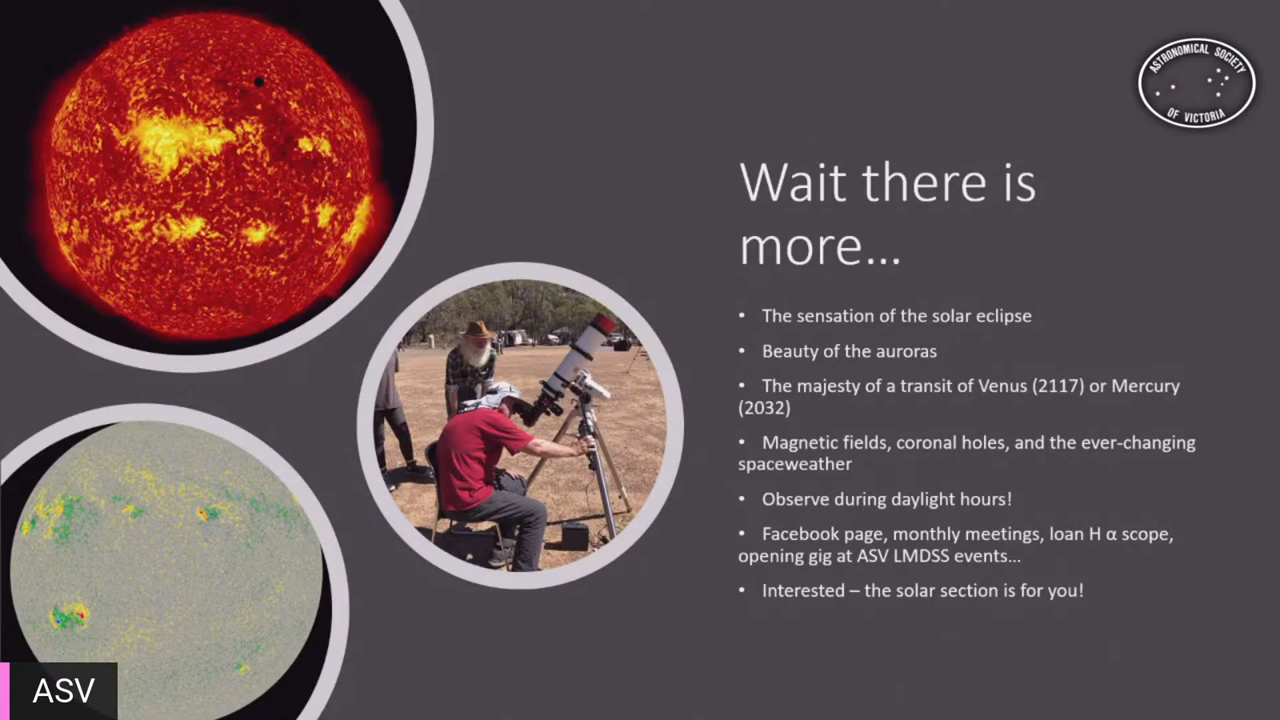 ASTRONOMICAL SOCIETY
OF VICTORIA
Wait there is
more...
• The sensation of the solar eclipse
• Beauty of the auroras
• The majesty of a transit of Venus (2117) or Mercury
(2032)
• Magnetic fields, coronal holes, and the ever-changing
spaceweather
• Observe during daylight hours!
• Facebook page, monthly meetings, loan H α scope,
opening gig at ASV LMDSS events...
• Interested – the solar section is for you!
ASV